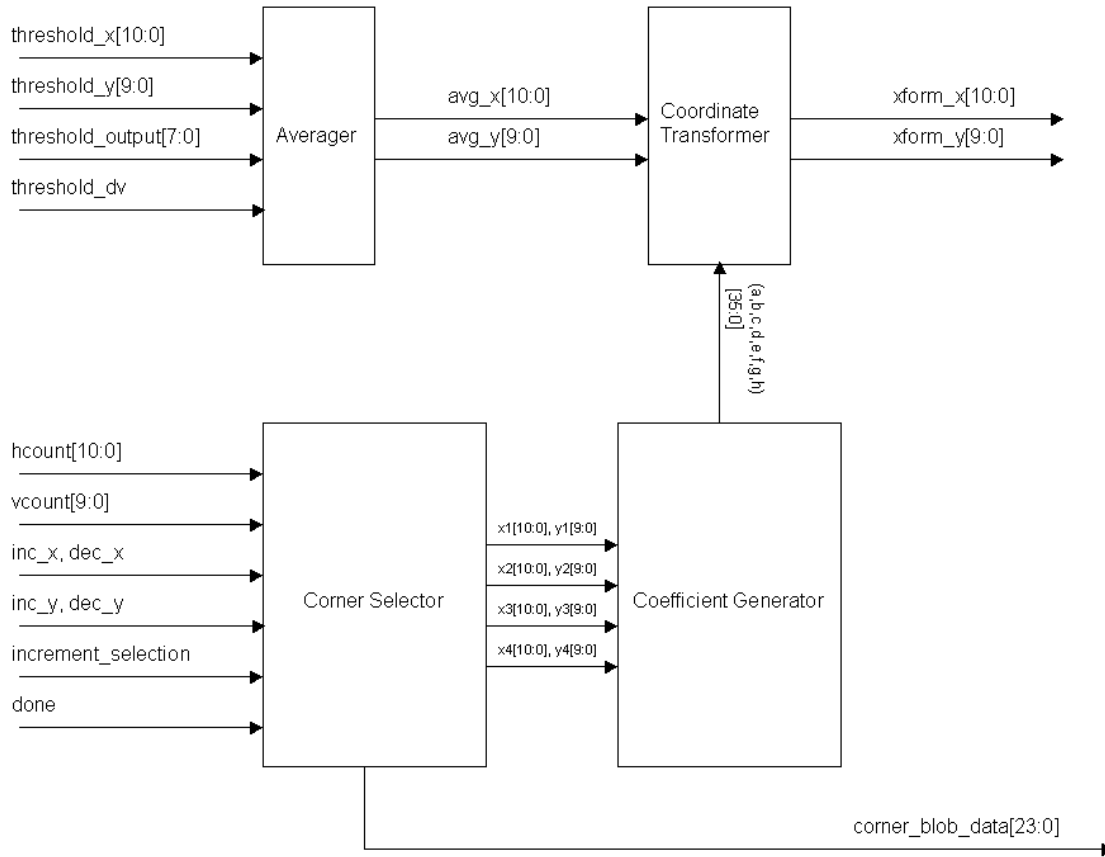 threshold_x[10:0]
threshold_y[9:0]
threshold_output[7:0]
threshold_dv
Averager
avg_x[10:0]
avg_y[9:0]
Coordinate
Transformer
xform_x[10:0]
xform_y[9:0]
(a,b,c,d,e,f,g,h)
[35:0]
hcount[10:0]
vcount[9:0]
inc_x, dec_x
inc_y, dec_y
increment_selection
done
Corner Selector
x1[10:0], y1[9:0]
x2[10:0], y2[9:0]
x3[10:0], y3[9:0]
x4[10:0], y4[9:0]
Coefficient Generator
corner_blob_data[23:0]